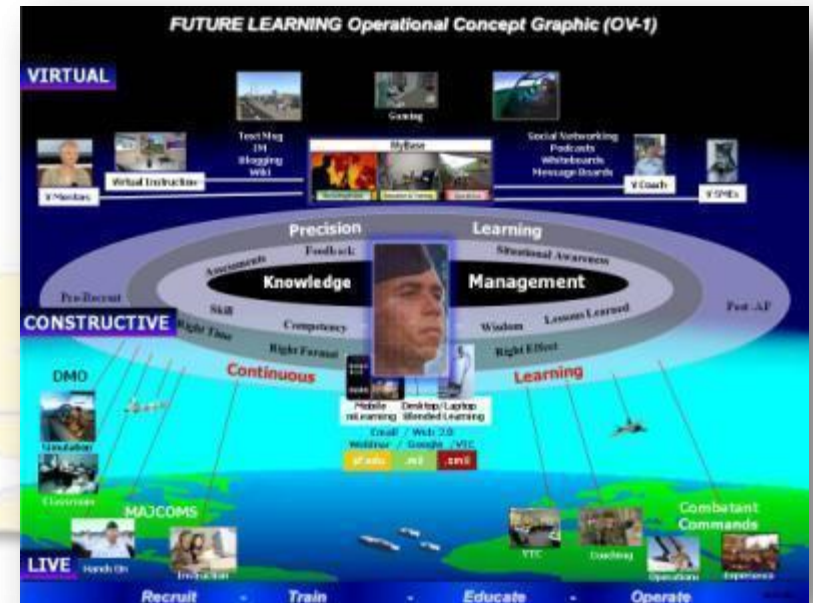 FUTURE LEARNING Operational Concept Graphic (OV-1)
VIRTUAL
Gaming
Text Msg
IM
Blogging
Wiki
MyBase
Social Networking
Podcasts
Whiteboards
Message Boards
V Mentors
Virtual Instruction
V Coach
V SMEs
Precision Learning
Assessments
Feedback
Situational Awareness
Knowledge Management
Pre-Recruit
Post-AF
CONSTRUCTIVE
Skill
Competency
Wisdom
Lessons Learned
Right Time
Right Format
Right Effect
Continuous Learning
DMO
Mobile
mLearning
Desktop/Laptop
Blended Learning
Email / Web 2.0
Webinar / Google / VTC
.mil
.smil
Simulation
Classroom
MAJCOMS
Combatant
Commands
VTC
Coaching
LIVE
Hands On
Instruction
Operations
Experience
Recruit - Train - Educate - Operate